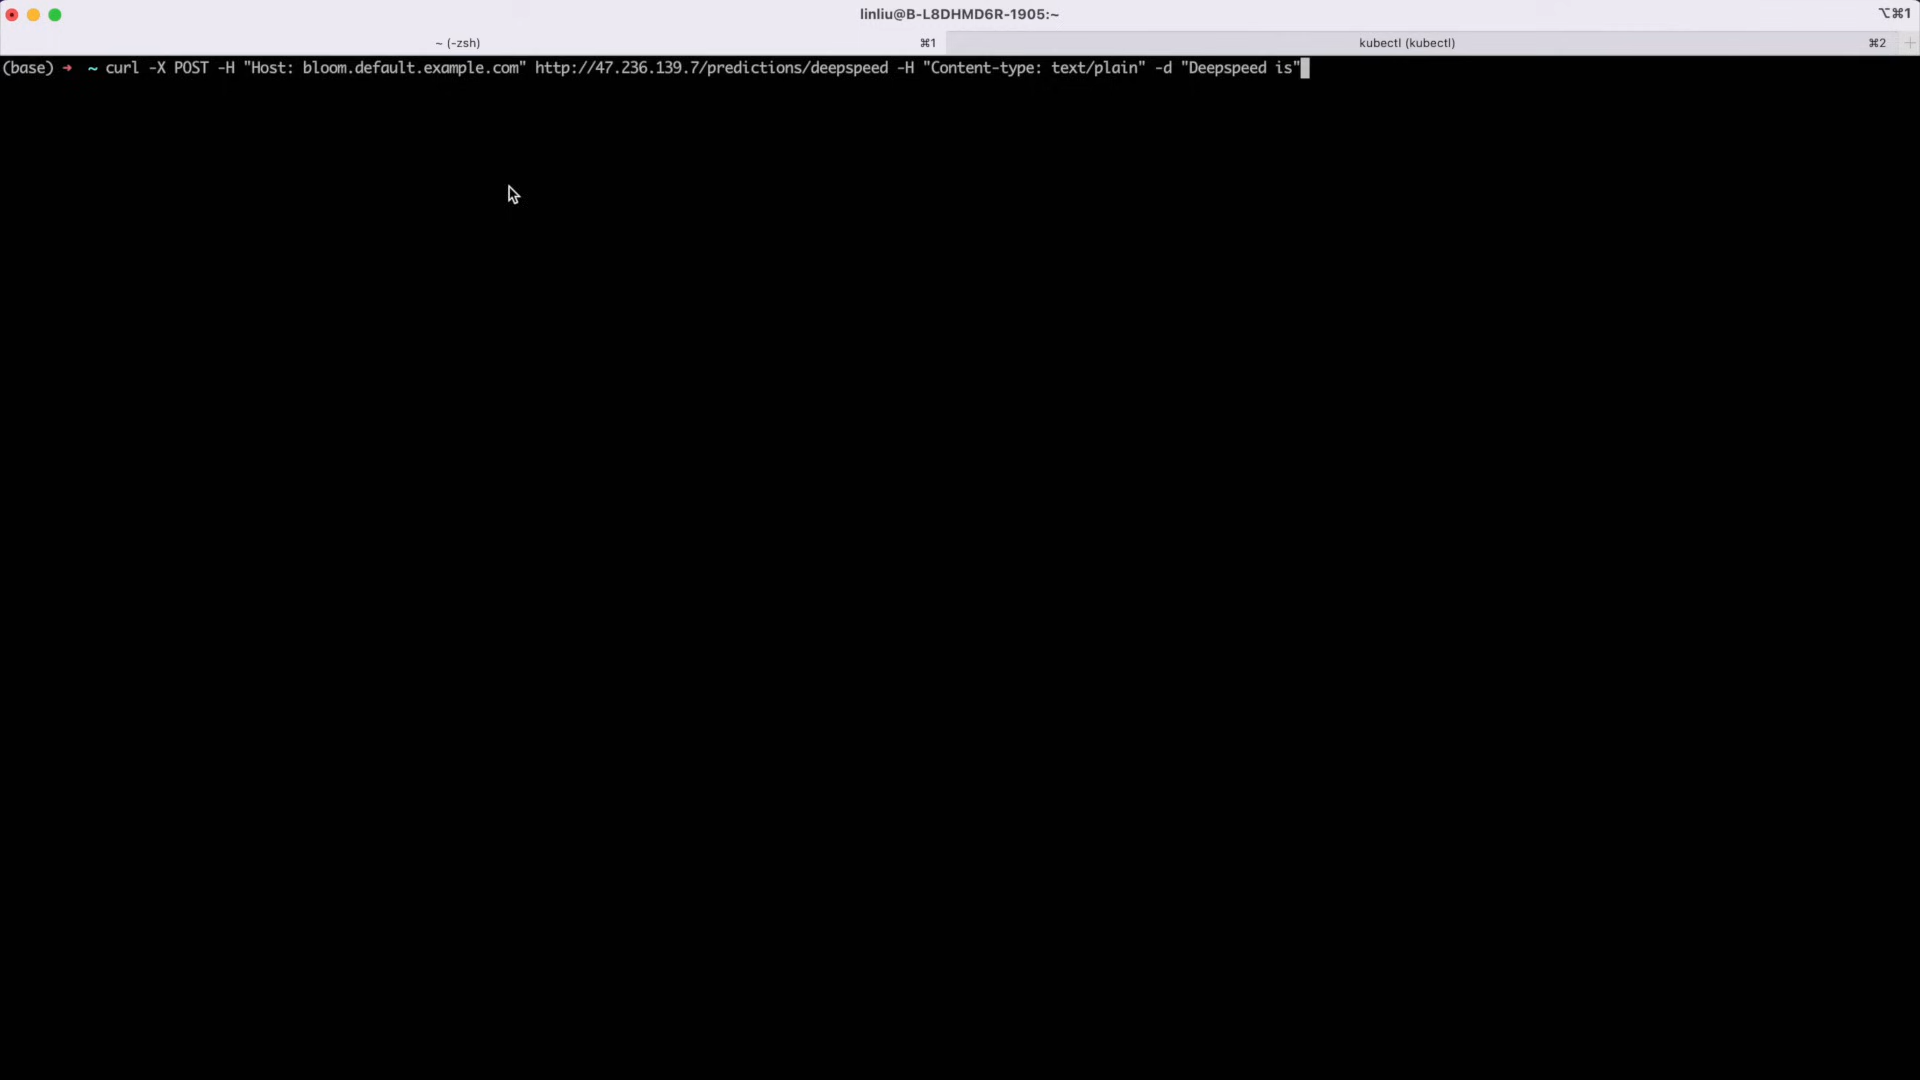 linliu@B-L8DHMD6R-1905:~
⌥⌘1
~ (-zsh)
⌘1
kubectl (kubectl)
⌘2
(base) ➜ ~ curl -X POST -H "Host: bloom.default.example.com" http://47.236.139.7/predictions/deepspeed -H "Content-type: text/plain" -d "Deepspeed is"